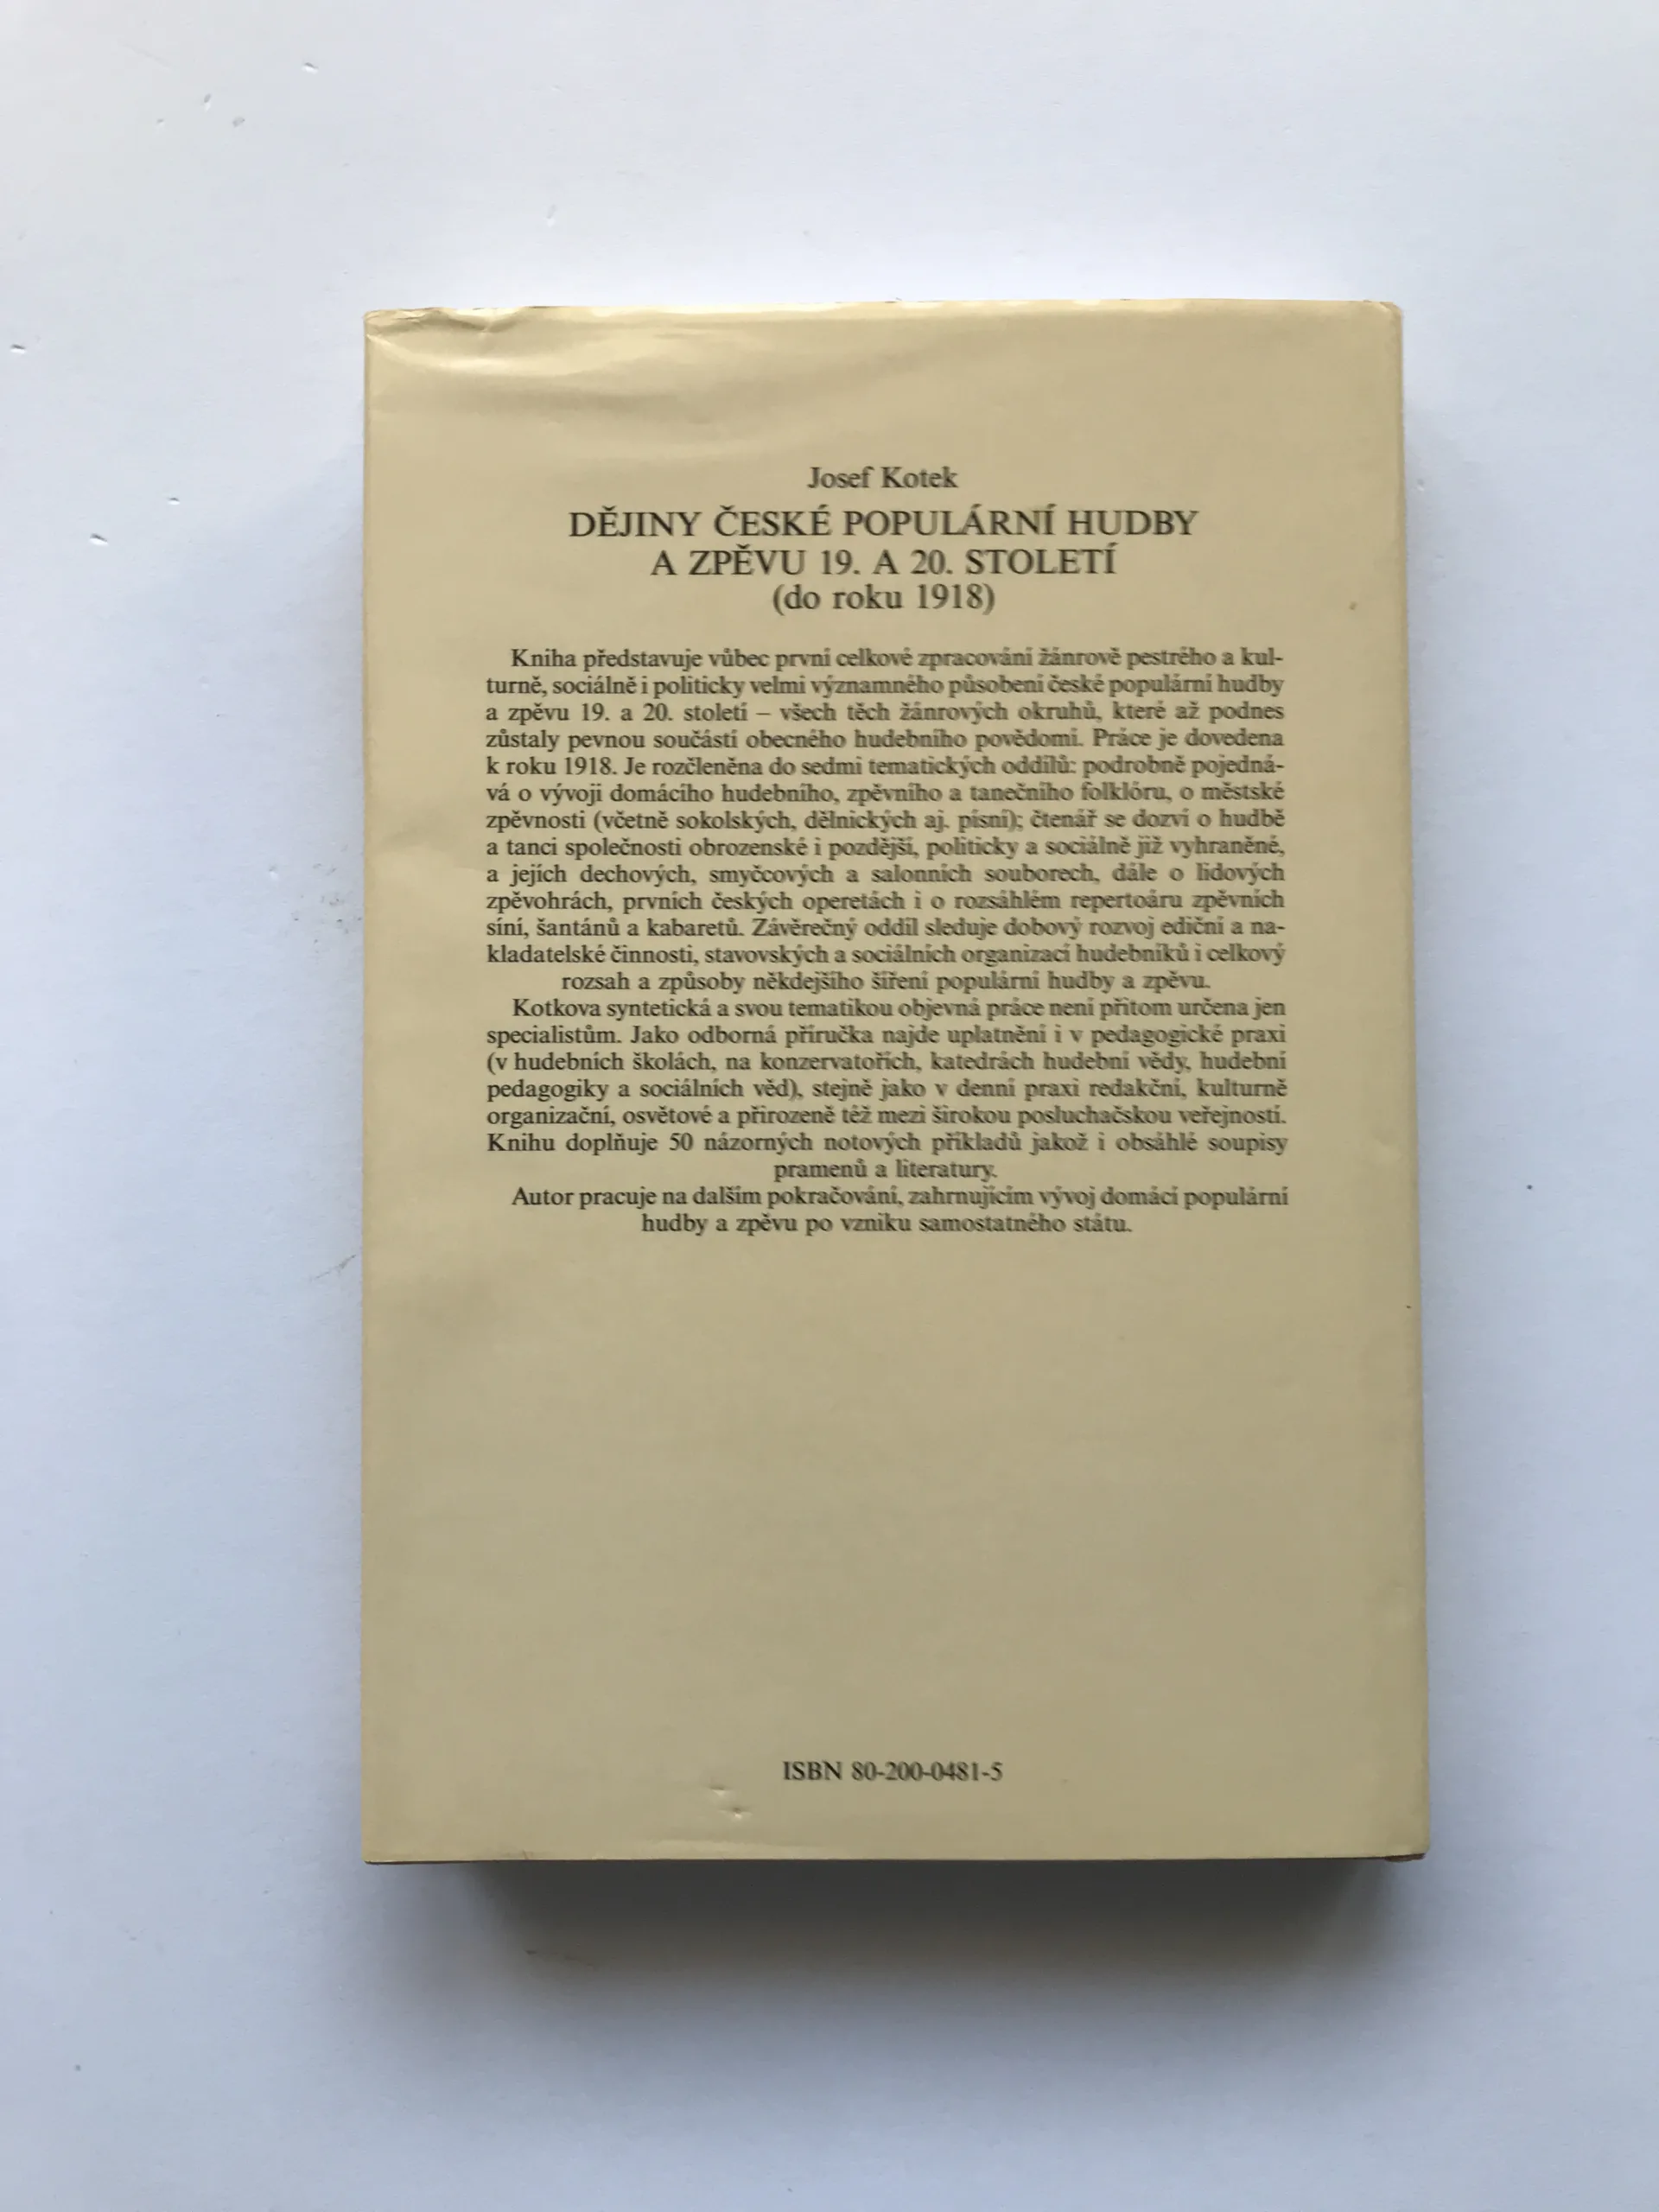 Josef Kotek
DĚJINY ČESKÉ POPULÁRNÍ HUDBY
A ZPĚVU 19. A 20. STOLETÍ
(do roku 1918)
Kniha představuje vůbec první celkové zpracování žánrově pestrého a kul-
turně, sociálně i politicky velmi významného působení české populární hudby
a zpěvu 19. a 20. století – všech těch žánrových okruhů, které až podnes
zůstaly pevnou součástí obecného hudebního povědomí. Práce je dovedena
k roku 1918. Je rozčleněna do sedmi tematických oddílů: podrobně pojedná-
vá o vývoji domácího hudebního, zpěvního a tanečního folklóru, o městské
zpěvnosti (včetně sokolských, dělnických aj. písní); čtenář se dozví o hudbě
a tanci společnosti obrozenské i pozdější, politicky a sociálně již vyhraněné,
a jejích dechových, smyčcových a salonních souborech, dále o lidových
zpěvohrách, prvních českých operetách i o rozsáhlém repertoáru zpěvních
síní, šantánů a kabaretů. Závěrečný oddíl sleduje dobový rozvoj ediční a na-
kladatelské činnosti, stavovských a sociálních organizací hudebníků i celkový
rozsah a způsoby někdejšího šíření populární hudby a zpěvu.
Kotkova syntetická a svou tematikou objevná práce není přitom určena jen
specialistům. Jako odborná příručka najde uplatnění i v pedagogické praxi
(v hudebních školách, na konzervatořích, katedrách hudební vědy, hudební
pedagogiky a sociálních věd), stejně jako v denní praxi redakční, kulturně
organizační, osvětové a přirozeně též mezi širokou posluchačskou veřejností.
Knihu doplňuje 50 názorných notových příkladů jakož i obsáhlé soupisy
pramenů a literatury.
Autor pracuje na dalším pokračování, zahrnujícím vývoj domácí populární
hudby a zpěvu po vzniku samostatného státu.
ISBN 80-200-0481-5